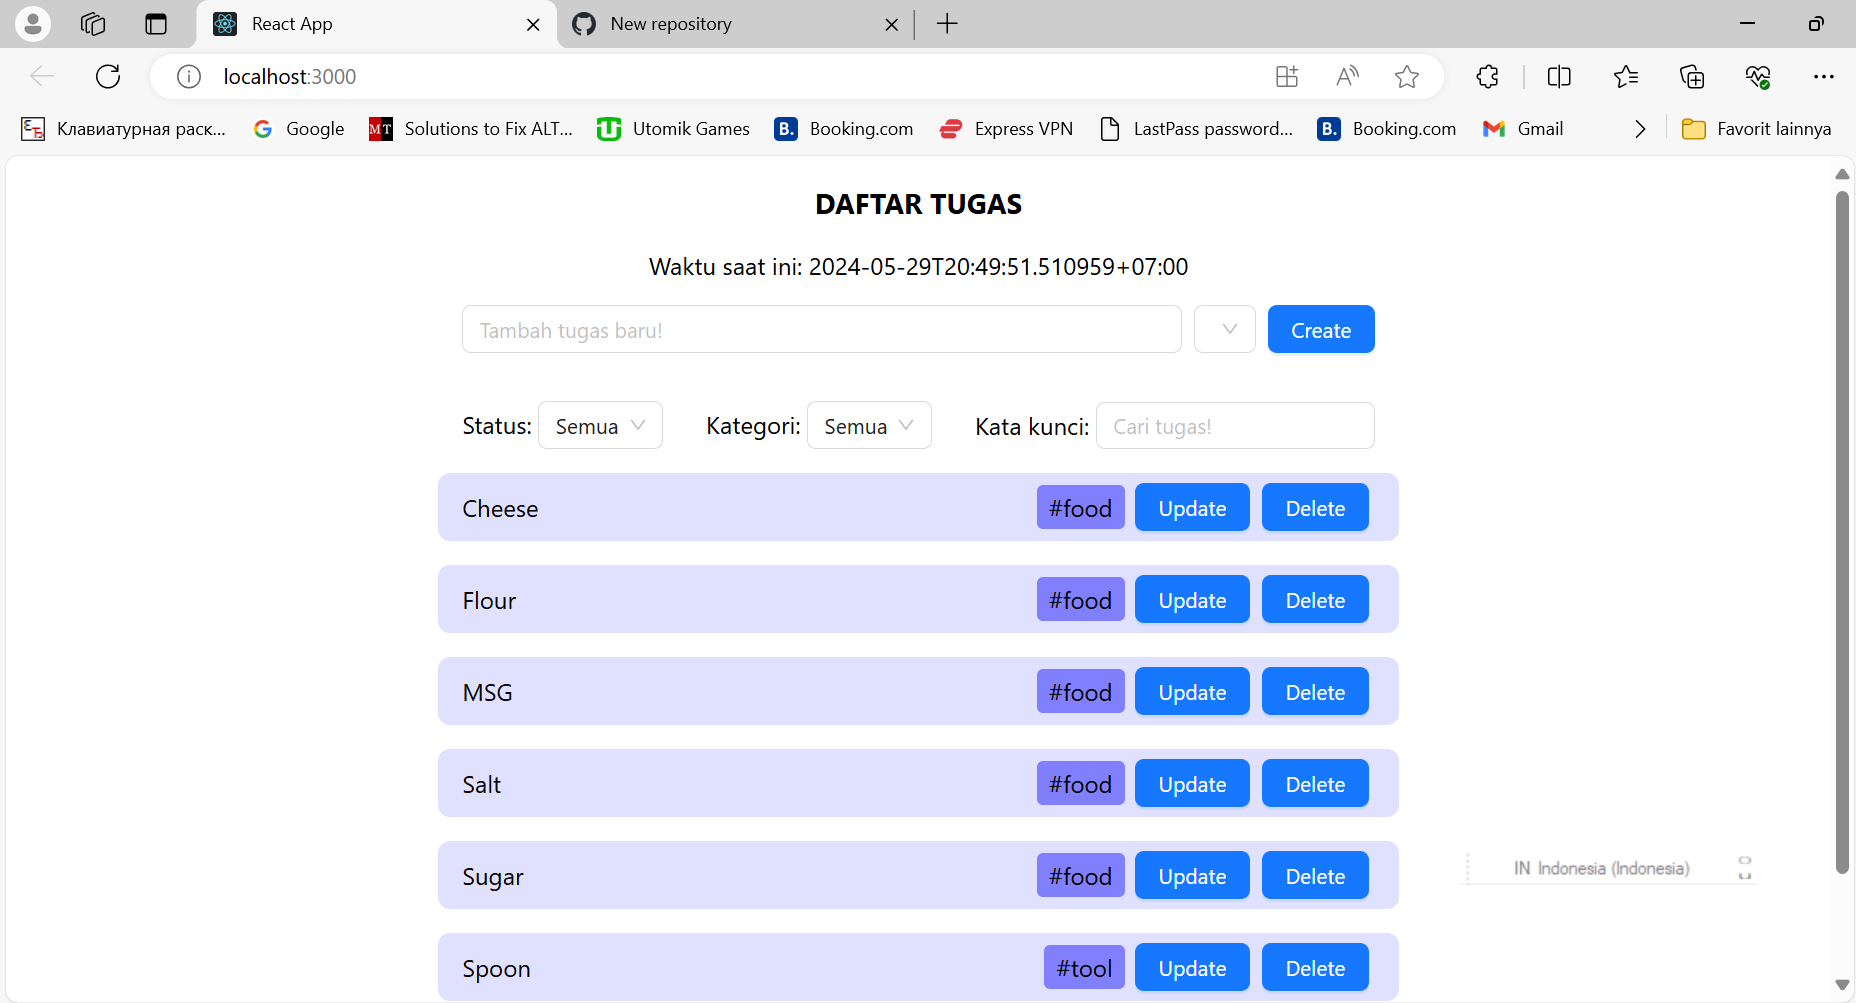 React App
New repository
localhost:3000
Клавиатурная раск... Google Solutions to Fix ALT... Utomik Games Booking.com Express VPN LastPass password... Booking.com Gmail Favorit lainnya
DAFTAR TUGAS
Waktu saat ini: 2024-05-29T20:49:51.510959+07:00
Tambah tugas baru! Create
Status: Semua Kategori: Semua Kata kunci: Cari tugas!
Cheese #food Update Delete
Flour #food Update Delete
MSG #food Update Delete
Salt #food Update Delete
Sugar #food Update Delete
IN Indonesia (Indonesia)
Spoon #tool Update Delete